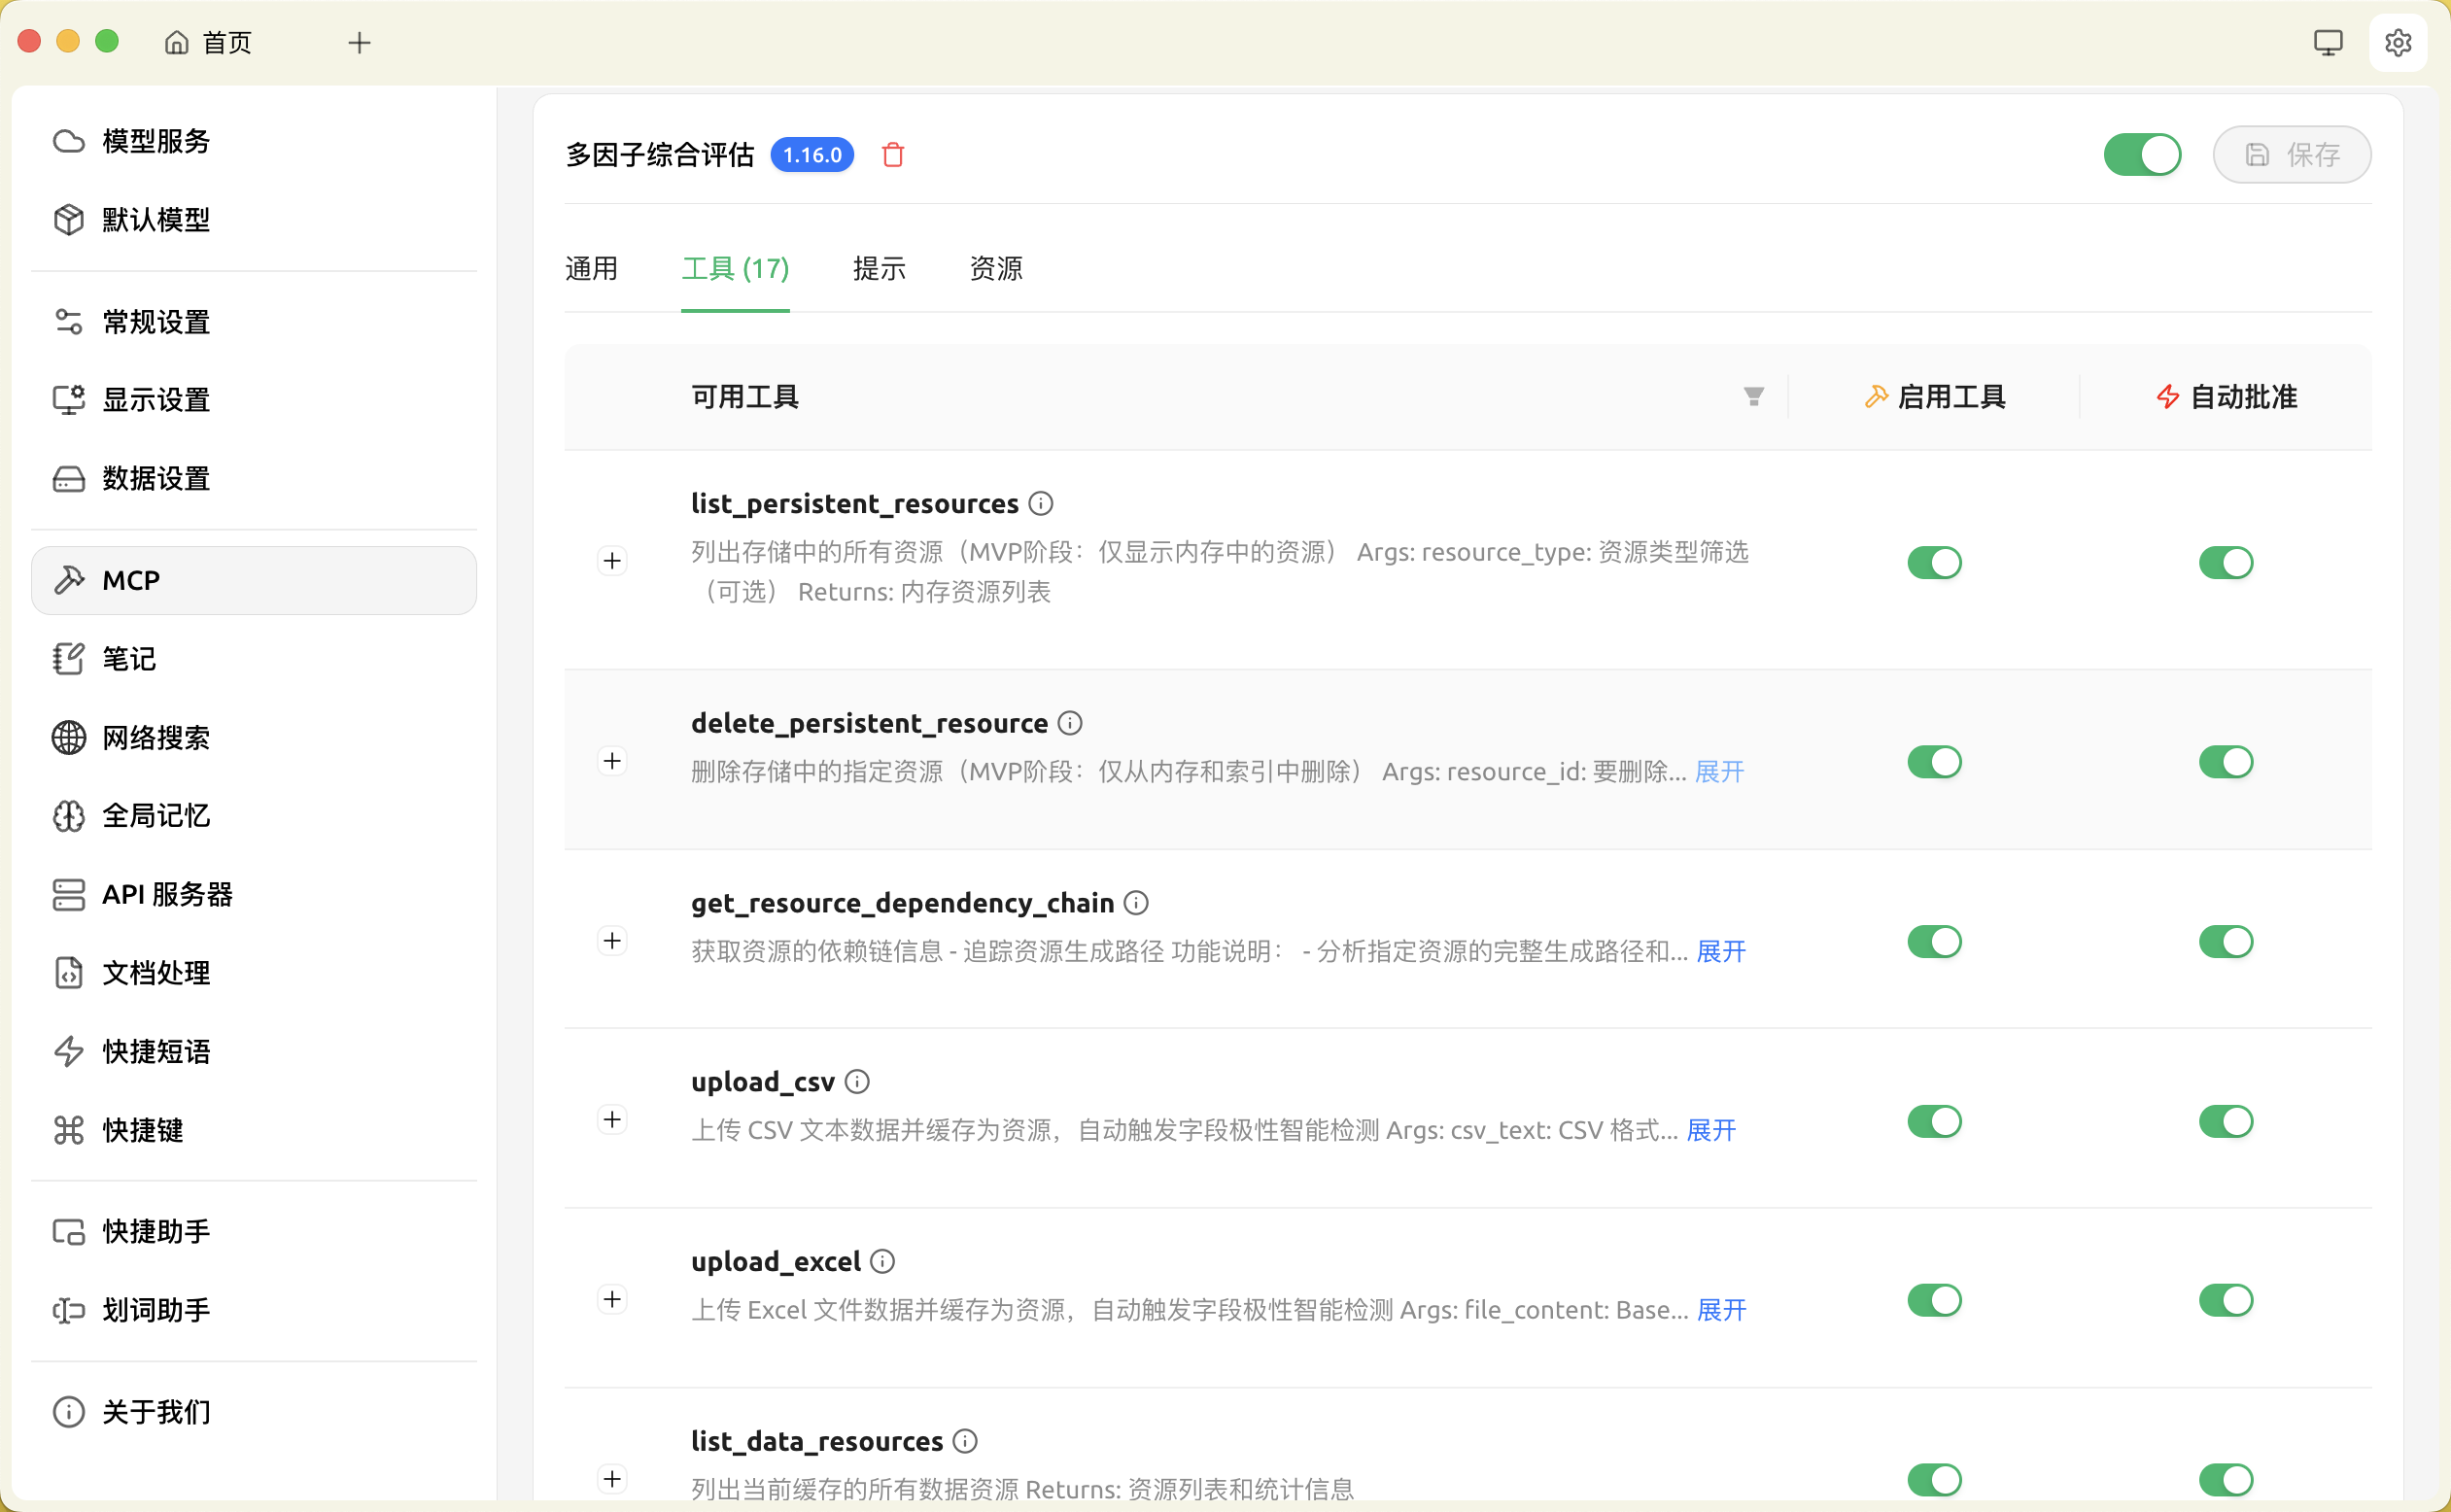 首页
模型服务
默认模型
常规设置
显示设置
数据设置
MCP
笔记
网络搜索
全局记忆
API 服务器
文档处理
快捷短语
快捷键
快捷助手
划词助手
关于我们
多因子综合评估 1.16.0
保存
通用 工具 (17) 提示 资源
可用工具 启用工具 自动批准
list_persistent_resources
列出存储中的所有资源（MVP阶段：仅显示内存中的资源） Args: resource_type: 资源类型筛选
（可选） Returns: 内存资源列表
delete_persistent_resource
删除存储中的指定资源（MVP阶段：仅从内存和索引中删除） Args: resource_id: 要删除... 展开
get_resource_dependency_chain
获取资源的依赖链信息 - 追踪资源生成路径 功能说明： - 分析指定资源的完整生成路径和... 展开
upload_csv
上传 CSV 文本数据并缓存为资源，自动触发字段极性智能检测 Args: csv_text: CSV 格式... 展开
upload_excel
上传 Excel 文件数据并缓存为资源，自动触发字段极性智能检测 Args: file_content: Base... 展开
list_data_resources
列出当前缓存的所有数据资源 Returns: 资源列表和统计信息